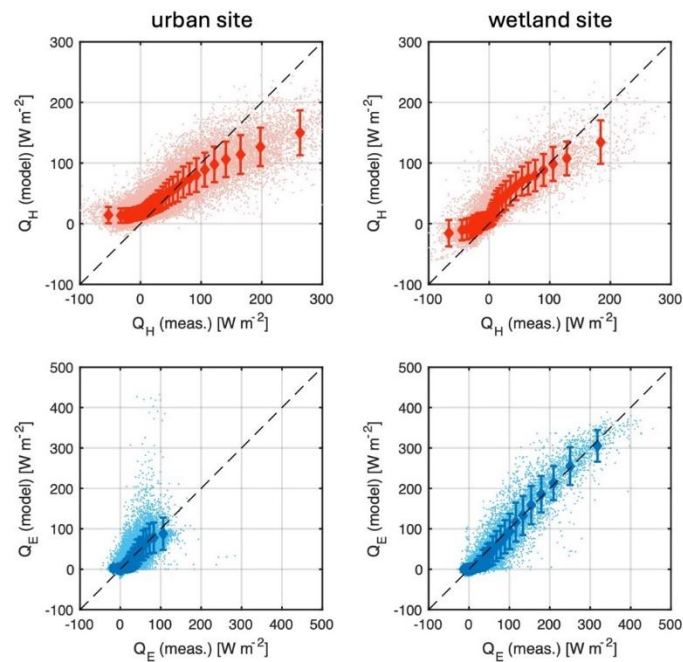 urban site
wetland site
300
200
100
0
-100
Q_H (model) [W m⁻²]
-100 0 100 200 300
Q_H (meas.) [W m⁻²]
300
200
100
0
-100
Q_H (model) [W m⁻²]
-100 0 100 200 300
Q_H (meas.) [W m⁻²]
500
400
300
200
100
0
-100
Q_E (model) [W m⁻²]
-100 0 100 200 300 400 500
Q_E (meas.) [W m⁻²]
500
400
300
200
100
0
-100
Q_E (model) [W m⁻²]
-100 0 100 200 300 400 500
Q_E (meas.) [W m⁻²]